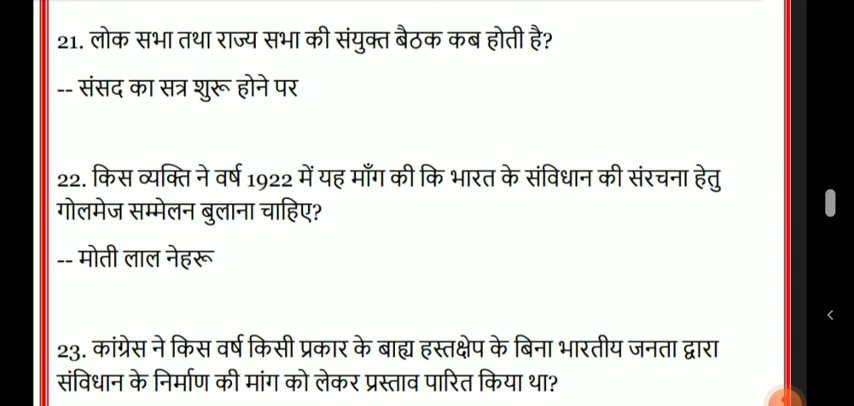 21. लोक सभा तथा राज्य सभा की संयुक्त बैठक कब होती है?
-- संसद का सत्र शुरू होने पर
22. किस व्यक्ति ने वर्ष 1922 में यह माँग की कि भारत के संविधान की संरचना हेतु
गोलमेज सम्मेलन बुलाना चाहिए?
-- मोती लाल नेहरू
23. कांग्रेस ने किस वर्ष किसी प्रकार के बाह्य हस्तक्षेप के बिना भारतीय जनता द्वारा
संविधान के निर्माण की मांग को लेकर प्रस्ताव पारित किया था?